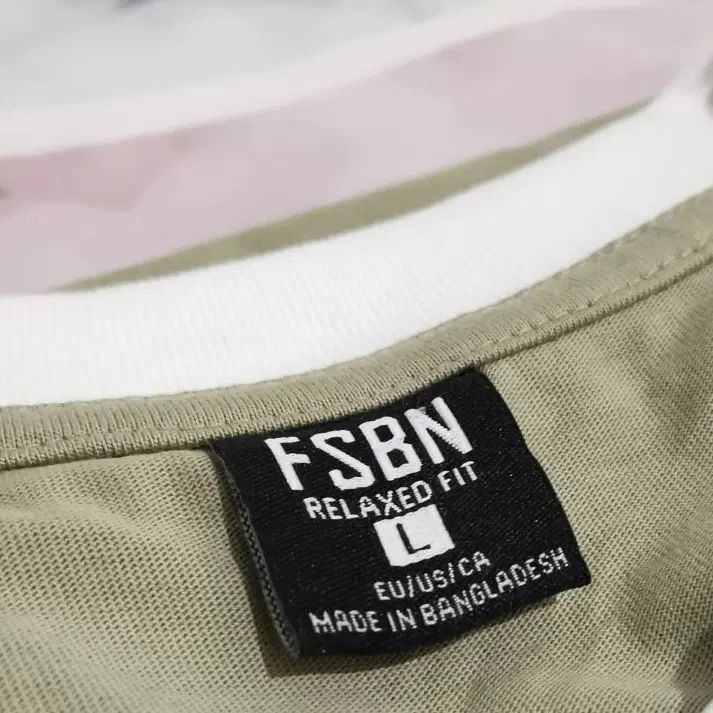 FSBN
RELAXED FIT
L
EU/US/CA
MADE IN BANGLADESH